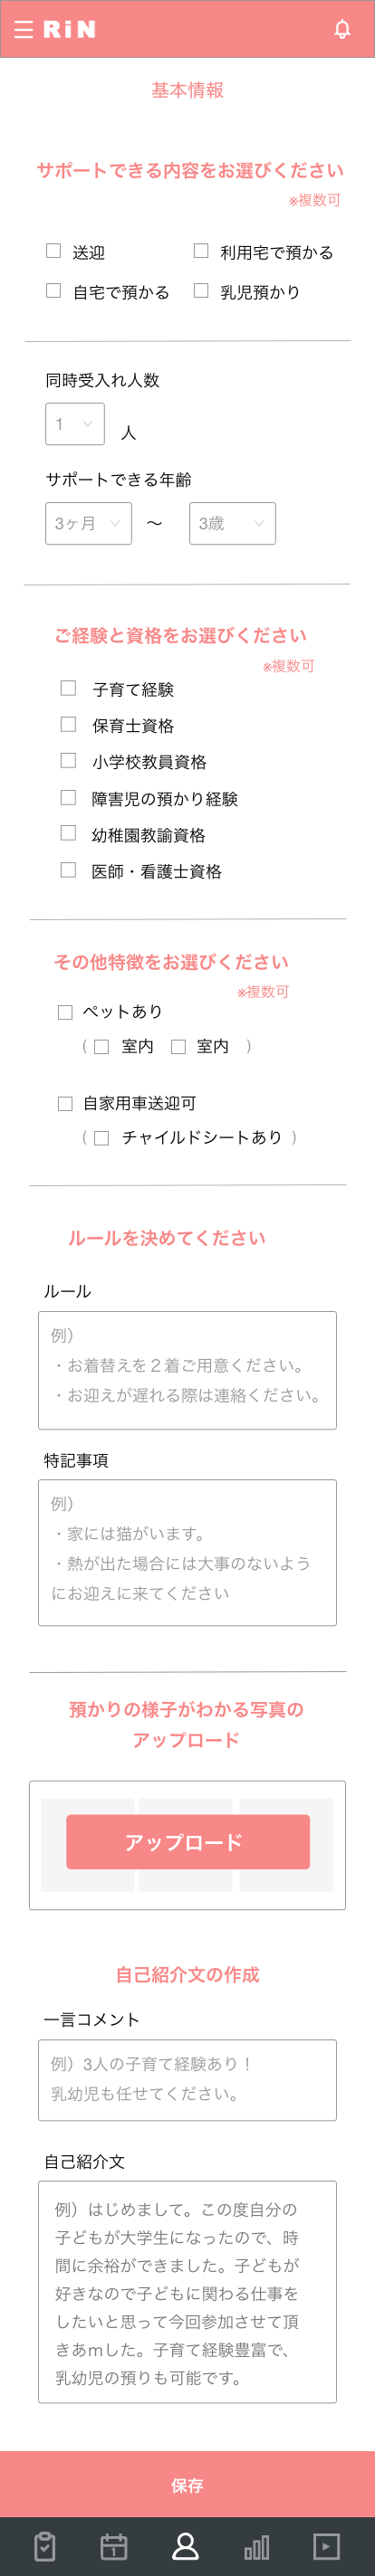 RiN
基本情報
サポートできる内容をお選びください
※複数可
送迎 利用宅で預かる
自宅で預かる 乳児預かり
同時受入れ人数
1 人
サポートできる年齢
3ヶ月 〜 3歳
ご経験と資格をお選びください
※複数可
子育て経験
保育士資格
小学校教員資格
障害児の預かり経験
幼稚園教諭資格
医師・看護士資格
その他特徴をお選びください
※複数可
ペットあり
（ 室内 室内 ）
自家用車送迎可
（ チャイルドシートあり ）
ルールを決めてください
ルール
例）
・お着替えを２着ご用意ください。
・お迎えが遅れる際は連絡ください。
特記事項
例）
・家には猫がいます。
・熱が出た場合には大事のないよう
にお迎えに来てください
預かりの様子がわかる写真の
アップロード
アップロード
自己紹介文の作成
一言コメント
例）3人の子育て経験あり！
乳幼児も任せてください。
自己紹介文
例）はじめまして。この度自分の
子どもが大学生になったので、時
間に余裕ができました。子どもが
好きなので子どもに関わる仕事を
したいと思って今回参加させて頂
きあmした。子育て経験豊富で、
乳幼児の預りも可能です。
保存
1